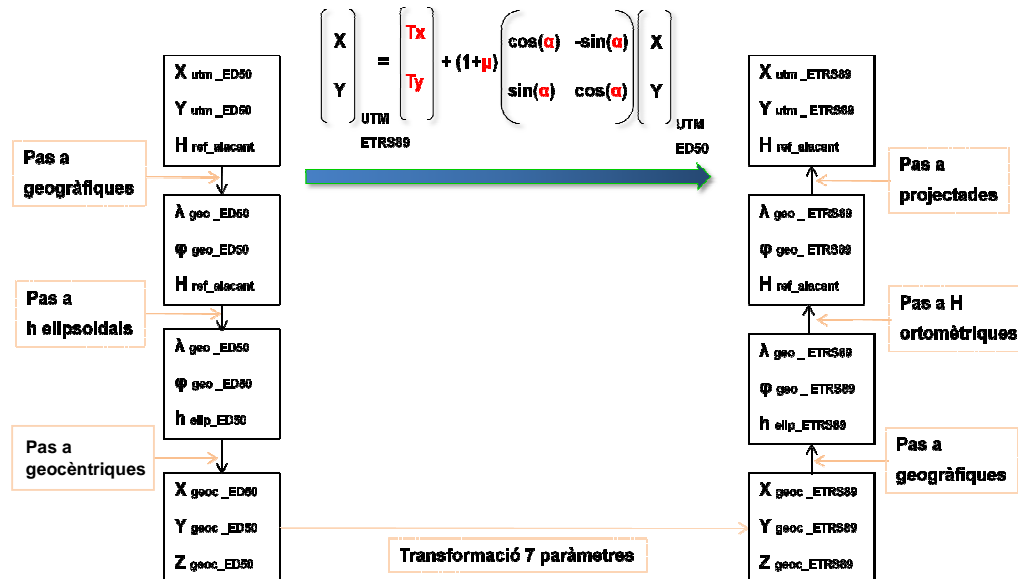 X Tx cos(α) -sin(α) X
= + (1+μ)
Y Ty sin(α) cos(α) Y
UTM
ETRS89
UTM
ED50
X utm _ED50
Y utm _ED50
H ref_alacant
Pas a
geogràfiques
λ geo _ED50
φ geo_ED50
H ref_alacant
Pas a
h elipsoidals
λ geo _ED50
φ geo _ED50
h elip_ED50
Pas a
geocèntriques
X geoc _ED50
Y geoc _ED50
Z geoc_ED50
Transformació 7 paràmetres
X utm _ETRS89
Y utm _ETRS89
H ref_alacant
Pas a
projectades
λ geo _ ETRS89
φ geo_ ETRS89
H ref_alacant
Pas a H
ortomètriques
λ geo _ ETRS89
φ geo _ ETRS89
h elip_ETRS89
Pas a
geogràfiques
X geoc _ETRS89
Y geoc _ETRS89
Z geoc_ETRS89